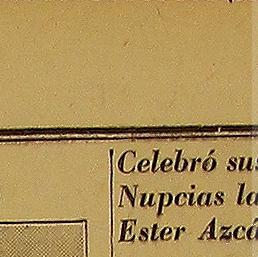 Celebró sus
Nupcias la
Ester Azcá